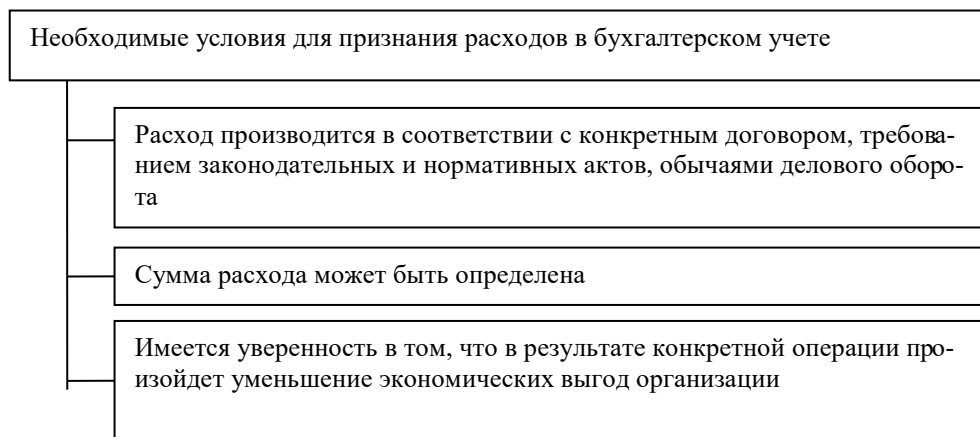 Необходимые условия для признания расходов в бухгалтерском учете
Расход производится в соответствии с конкретным договором, требова-
нием законодательных и нормативных актов, обычаями делового оборо-
та
Сумма расхода может быть определена
Имеется уверенность в том, что в результате конкретной операции про-
изойдет уменьшение экономических выгод организации